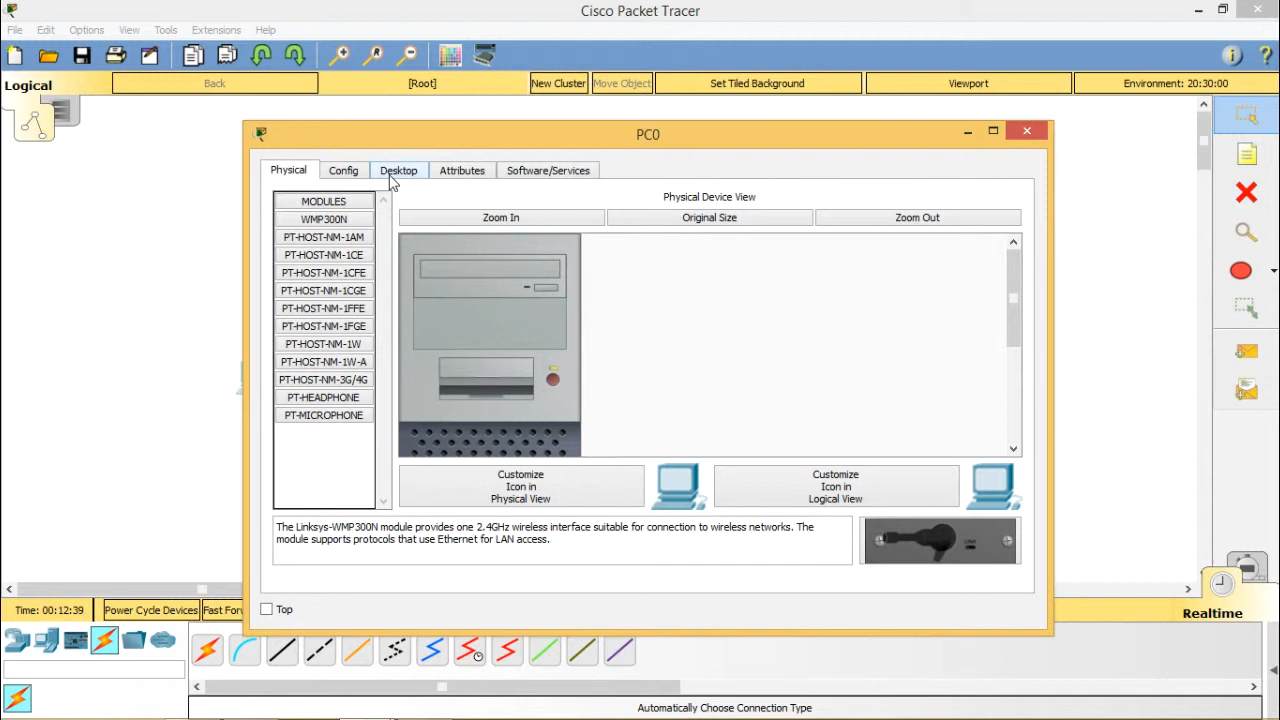 Cisco Packet Tracer
File Edit Options View Tools Extensions Help
Logical
Back
[Root]
New Cluster
Move Object
Set Tiled Background
Viewport
Environment: 20:30:00
PC0
Physical Config Desktop Attributes Software/Services
MODULES
WMP300N
PT-HOST-NM-1AM
PT-HOST-NM-1CE
PT-HOST-NM-1CFE
PT-HOST-NM-1CGE
PT-HOST-NM-1FFE
PT-HOST-NM-1FGE
PT-HOST-NM-1W
PT-HOST-NM-1W-A
PT-HOST-NM-3G/4G
PT-HEADPHONE
PT-MICROPHONE
Physical Device View
Zoom In
Original Size
Zoom Out
Customize
Icon in
Physical View
Customize
Icon in
Logical View
The Linksys-WMP300N module provides one 2.4GHz wireless interface suitable for connection to wireless networks. The
module supports protocols that use Ethernet for LAN access.
Top
Time: 00:12:39
Power Cycle Devices
Fast For
Realtime
Automatically Choose Connection Type